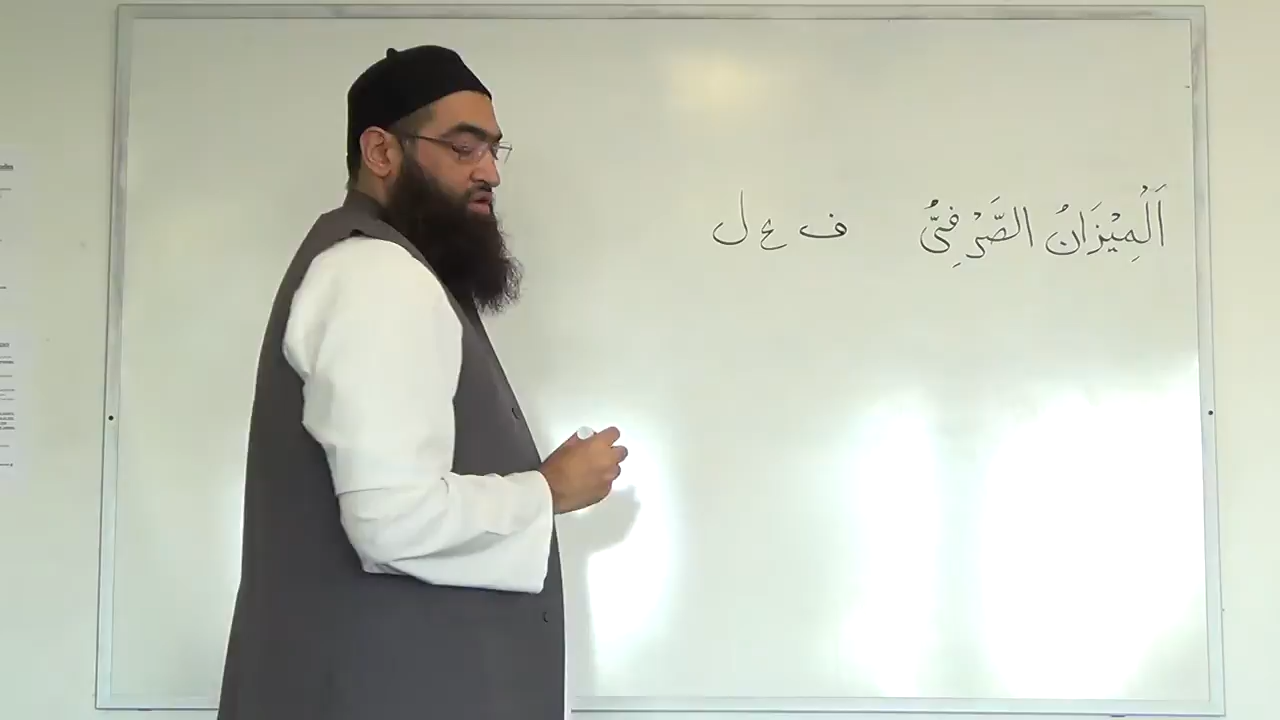 اَلْمِيْزَانُ الصَّرْفِيُّ ف ع ل